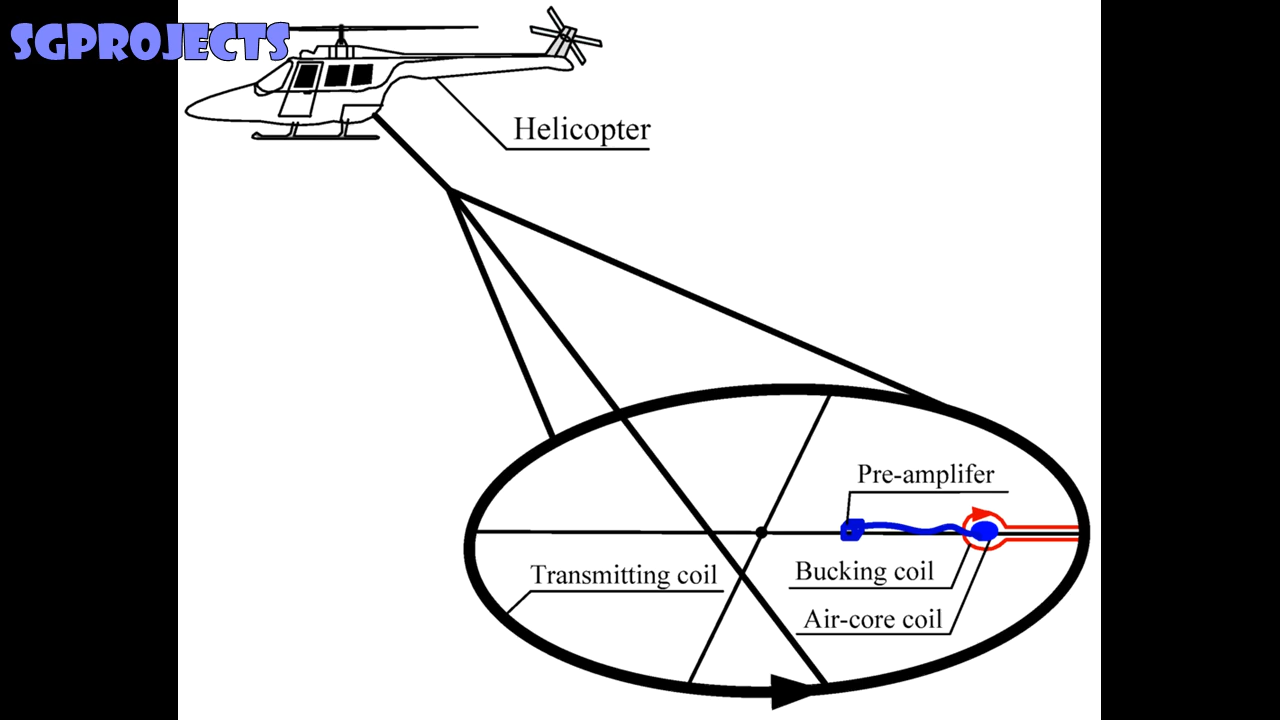 SGPROJECTS
Helicopter
Pre-amplifer
Transmitting coil
Bucking coil
Air-core coil